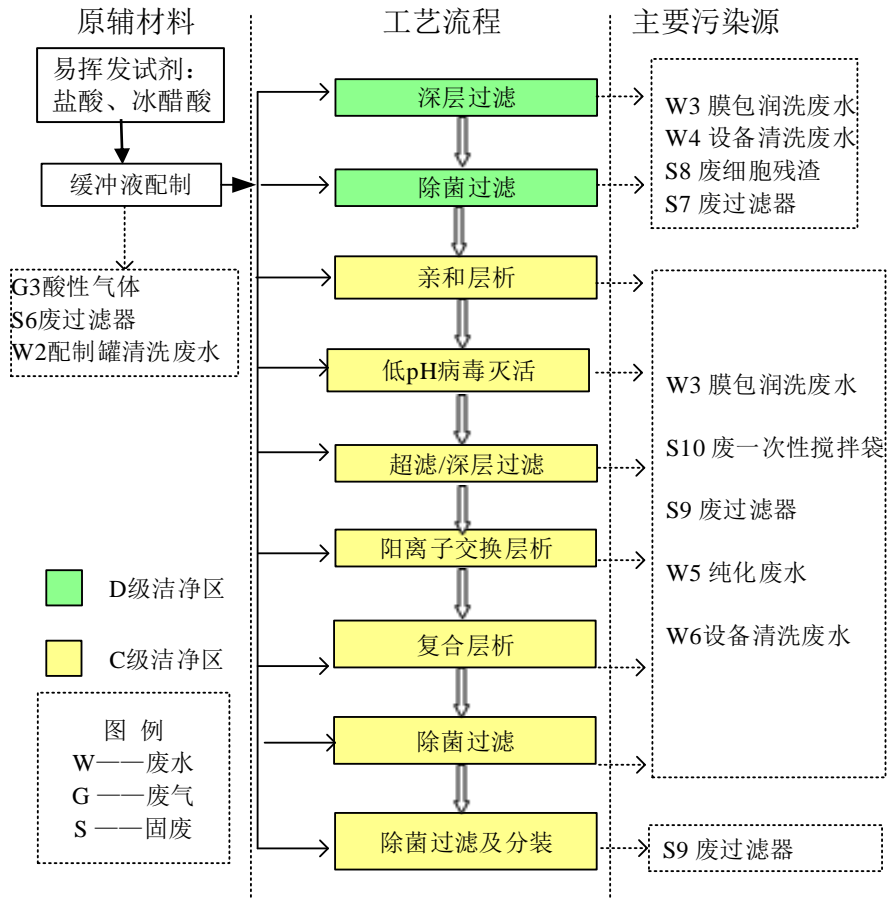 原辅材料
工艺流程
主要污染源
易挥发试剂：
盐酸、冰醋酸
缓冲液配制
G3酸性气体
S6废过滤器
W2配制罐清洗废水
深层过滤
除菌过滤
亲和层析
低pH病毒灭活
超滤/深层过滤
阳离子交换层析
复合层析
除菌过滤
除菌过滤及分装
W3 膜包润洗废水
W4 设备清洗废水
S8 废细胞残渣
S7 废过滤器
W3 膜包润洗废水
S10 废一次性搅拌袋
S9 废过滤器
W5 纯化废水
W6设备清洗废水
S9 废过滤器
D级洁净区
C级洁净区
图 例
W——废水
G ——废气
S ——固废